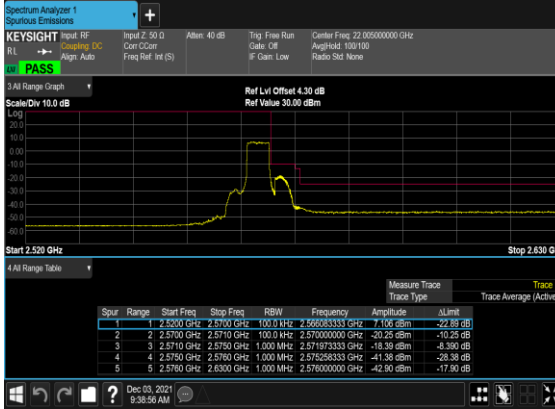 Spectrum Analyzer 1
Spurious Emissions
+
KEYSIGHT Input: RF Input Z: 50 Ω Atten: 40 dB Trig: Free Run Center Freq: 22.005000000 GHz
RL Coupling: DC Corr CCorr Gate: Off Avg|Hold: 100/100
Align: Auto Freq Ref: Int (S) IF Gain: Low Radio Std: None
PASS
3 All Range Graph
Ref Lvl Offset 4.30 dB
Scale/Div 10.0 dB Ref Value 30.00 dBm
Log
20.0
10.0
0.00
-10.0
-20.0
-30.0
-40.0
-50.0
-60.0
Start 2.520 GHz Stop 2.630 G
4 All Range Table
Measure Trace Trace
Trace Type Trace Average (Active
Spur Range Start Freq Stop Freq RBW Frequency Amplitude ΔLimit
1 1 2.5200 GHz 2.5700 GHz 100.0 kHz 2.566083333 GHz 7.106 dBm -22.89 dB
2 2 2.5700 GHz 2.5710 GHz 100.0 kHz 2.570000000 GHz -20.25 dBm -10.25 dB
3 3 2.5710 GHz 2.5750 GHz 1.000 MHz 2.571973333 GHz -18.39 dBm -8.390 dB
4 4 2.5750 GHz 2.5760 GHz 1.000 MHz 2.575258333 GHz -41.38 dBm -28.38 dB
5 5 2.5760 GHz 2.6300 GHz 1.000 MHz 2.576000000 GHz -42.90 dBm -17.90 dB
?
Dec 03, 2021
9:38:56 AM